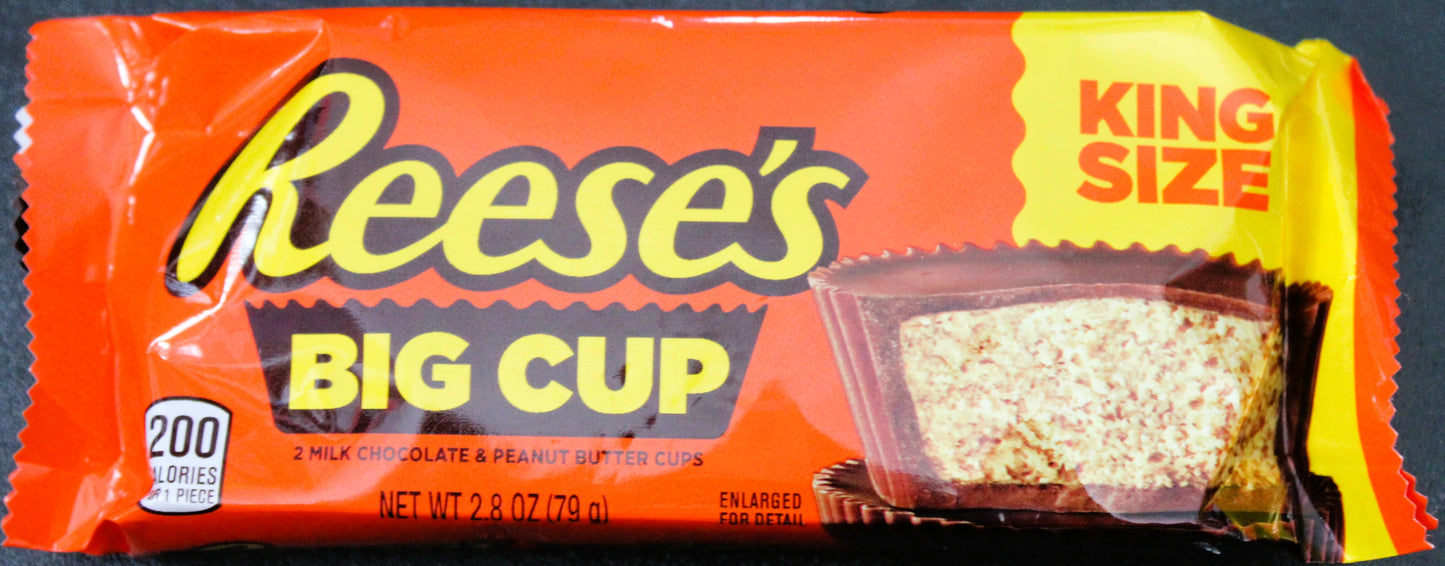 Reese's
KING
SIZE
BIG CUP
2 MILK CHOCOLATE & PEANUT BUTTER CUPS
200
ALORIES
1 PIECE
NET WT 2.8 OZ (79 g)
ENLARGED
FOR DETAIL